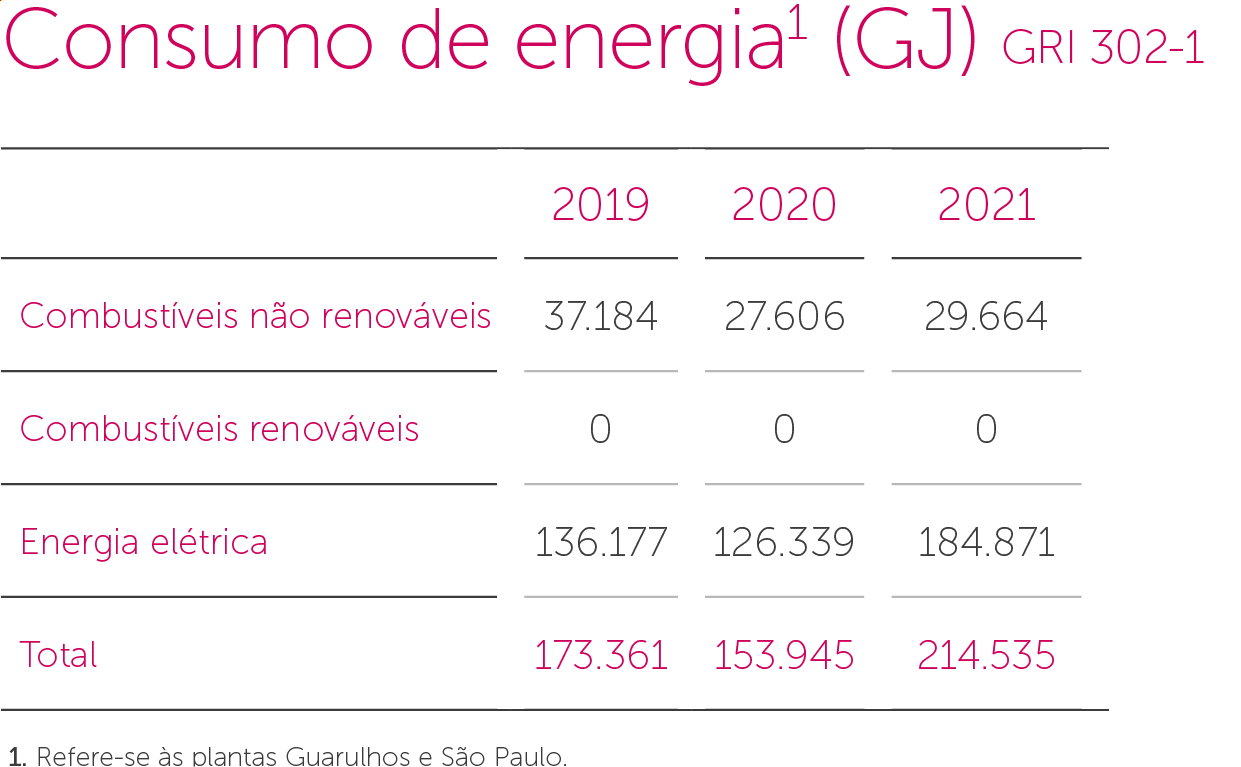 Consumo de energia¹ (GJ) GRI 302-1
2019 2020 2021
Combustíveis não renováveis 37.184 27.606 29.664
Combustíveis renováveis 0 0 0
Energia elétrica 136.177 126.339 184.871
Total 173.361 153.945 214.535
1. Refere-se às plantas Guarulhos e São Paulo.